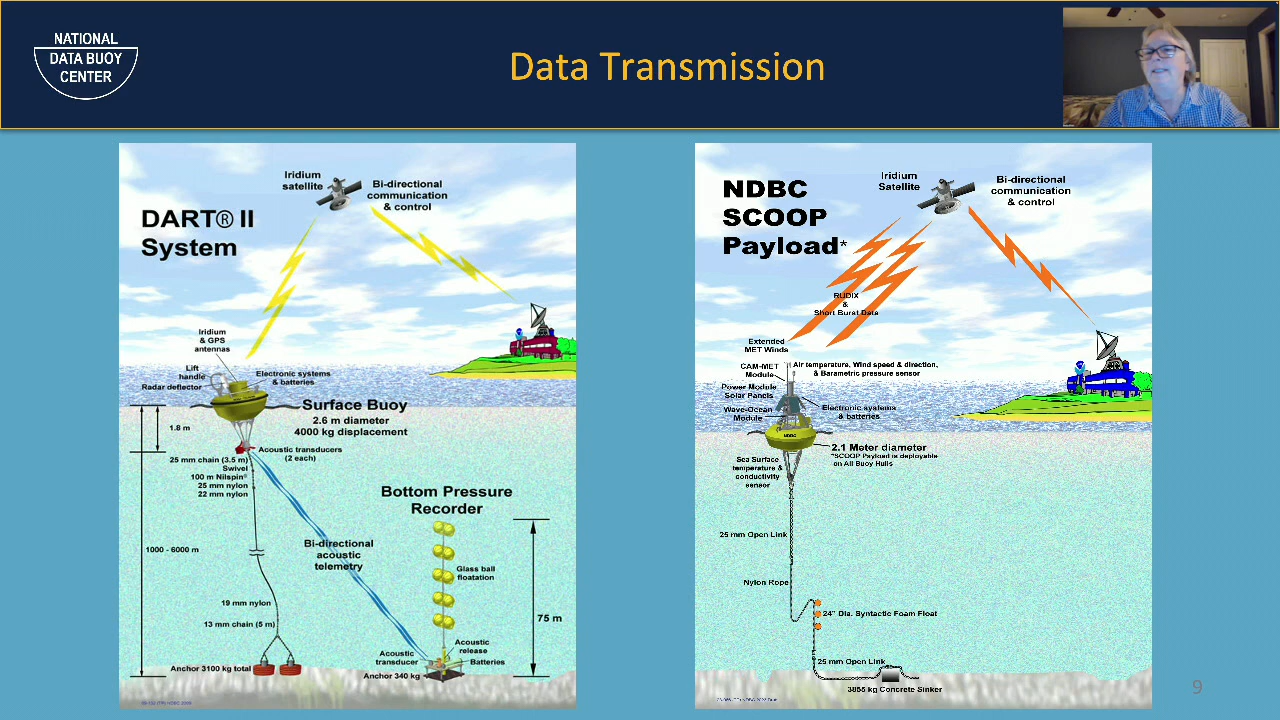 NATIONAL
DATA BUOY
CENTER
Data Transmission
Iridium
satellite
Bi-directional
communication
& control
DART® II
System
Iridium
& GPS
antennas
Lift
handle
Radar deflector
Electronic systems
& batteries
Surface Buoy
2.6 m diameter
4000 kg displacement
1.8 m
Acoustic transducers
(2 each)
25 mm chain (3.5 m)
Swivel
100 m Nilspin®
25 mm nylon
22 mm nylon
Bottom Pressure
Recorder
1000 - 6000 m
Bi-directional
acoustic
telemetry
Glass ball
floatation
19 mm nylon
13 mm chain (5 m)
75 m
Acoustic
release
Acoustic
transducer
Batteries
Anchor 3100 kg total
Anchor 340 kg
NDBC
SCOOP
Payload*
Iridium
Satellite
Bi-directional
communication
& control
RUDIX
&
Short Burst Data
Extended
MET Winds
CAM-MET
Module
Air temperature, Wind speed & direction,
& Barametric pressure sensor
Power Module
Solar Panels
Wave-Ocean
Module
Electronic systems
& batteries
NDBC
2.1 Meter diameter
*SCOOP Payload is deployable
on All Buoy Hulls
Sea Surface
temperature &
conductivity
sensor
25 mm Open Link
Nylon Rope
24" Dia. Syntactic Foam Float
25 mm Open Link
3855 kg Concrete Sinker
9